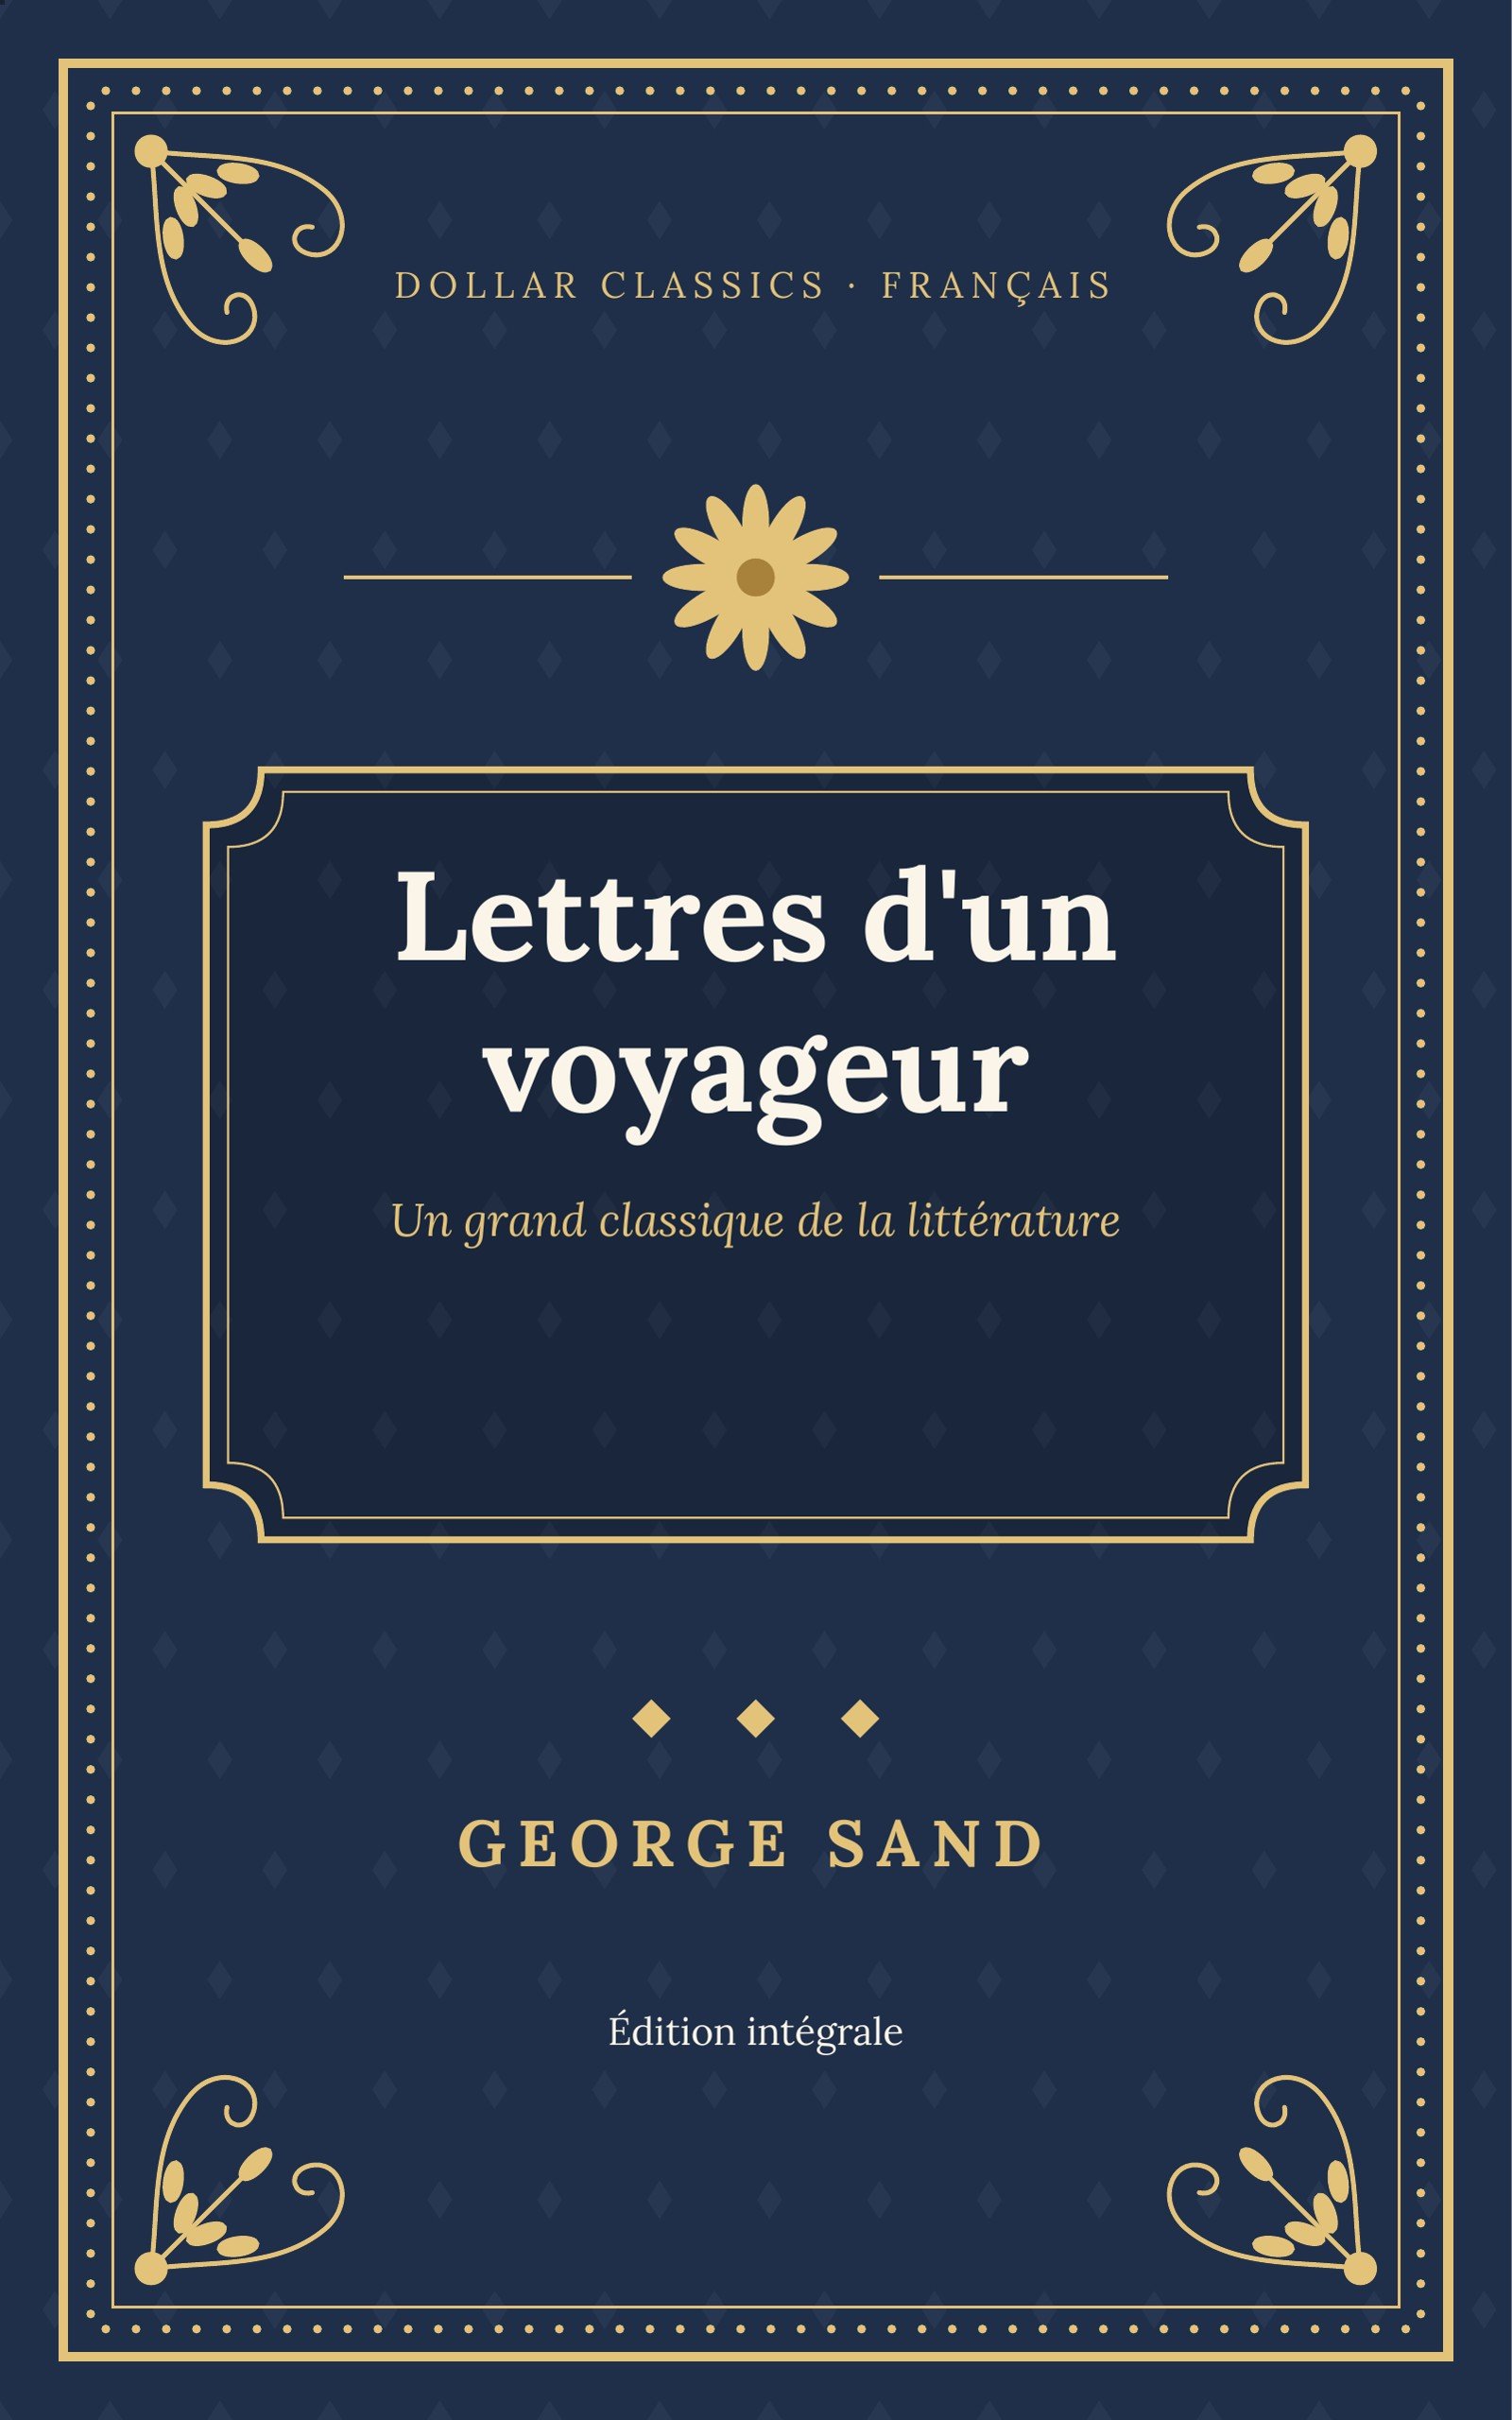 DOLLAR CLASSICS · FRANÇAIS
Lettres d'un
voyageur
Un grand classique de la littérature
GEORGE SAND
Édition intégrale